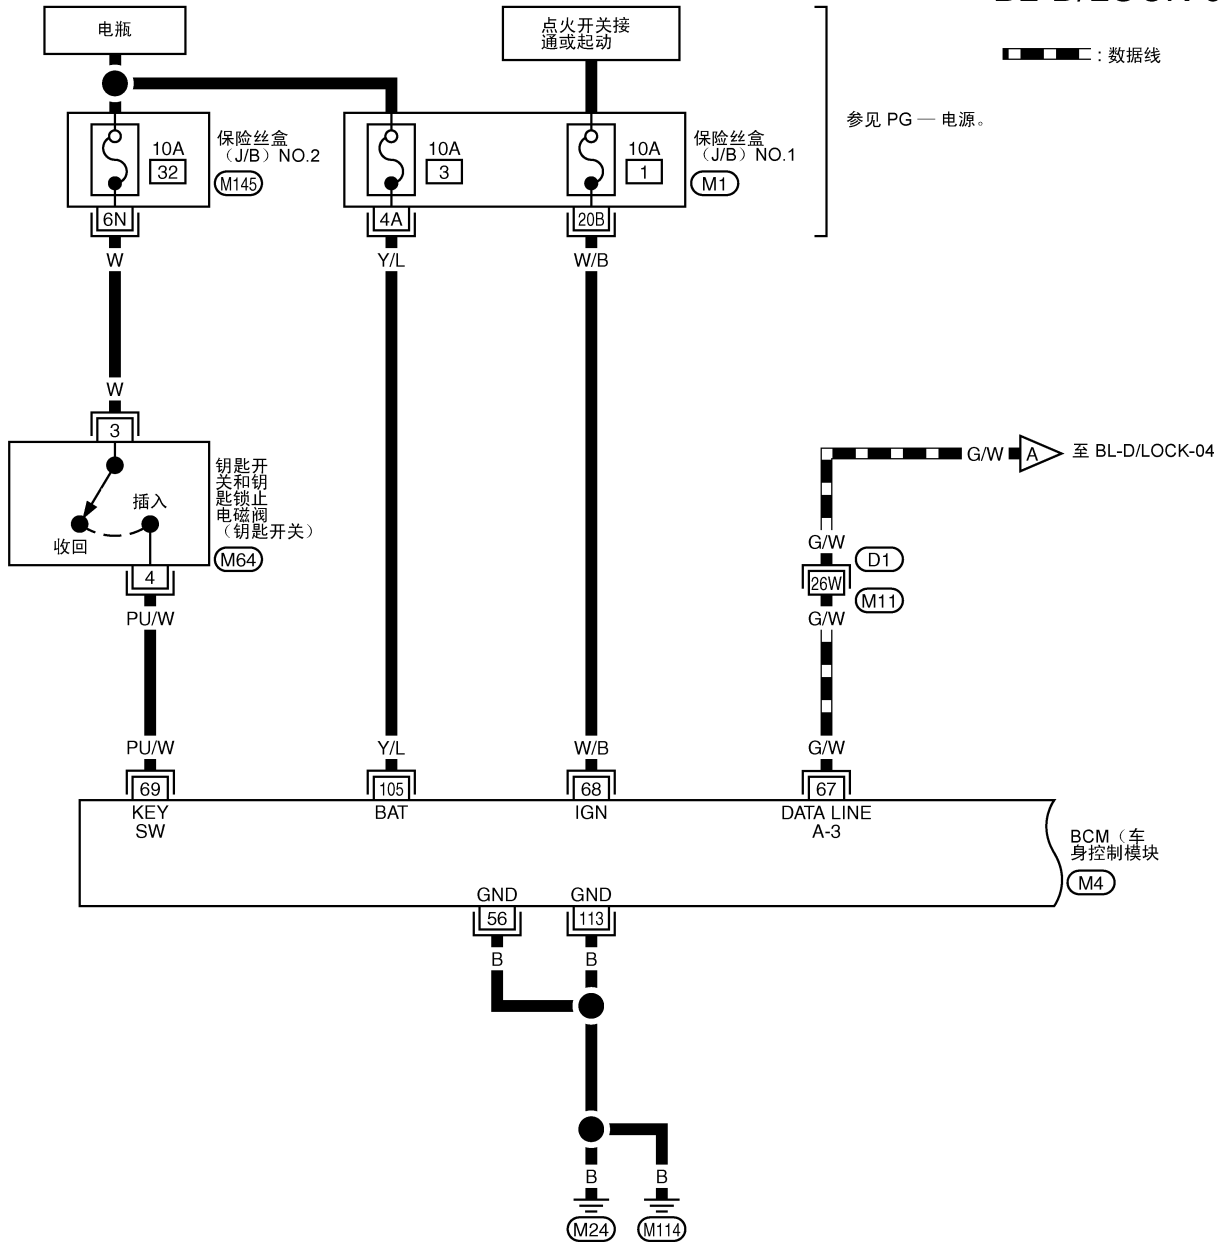 电瓶
点火开关接
通或起动
: 数据线
参见 PG — 电源。
10A
32
保险丝盒
（J/B）NO.2
M145
10A
3
10A
1
保险丝盒
（J/B）NO.1
M1
6N
4A
20B
W
Y/L
W/B
W
3
钥匙开
关和钥
匙锁止
电磁阀
（钥匙开关）
M64
插入
收回
4
PU/W
G/W
A
至 BL-D/LOCK-04
G/W
D1
26W
M11
G/W
PU/W
Y/L
W/B
G/W
69
105
68
67
KEY
SW
BAT
IGN
DATA LINE
A-3
BCM（车
身控制模块
M4
GND
GND
56
113
B
B
B
B
M24
M114